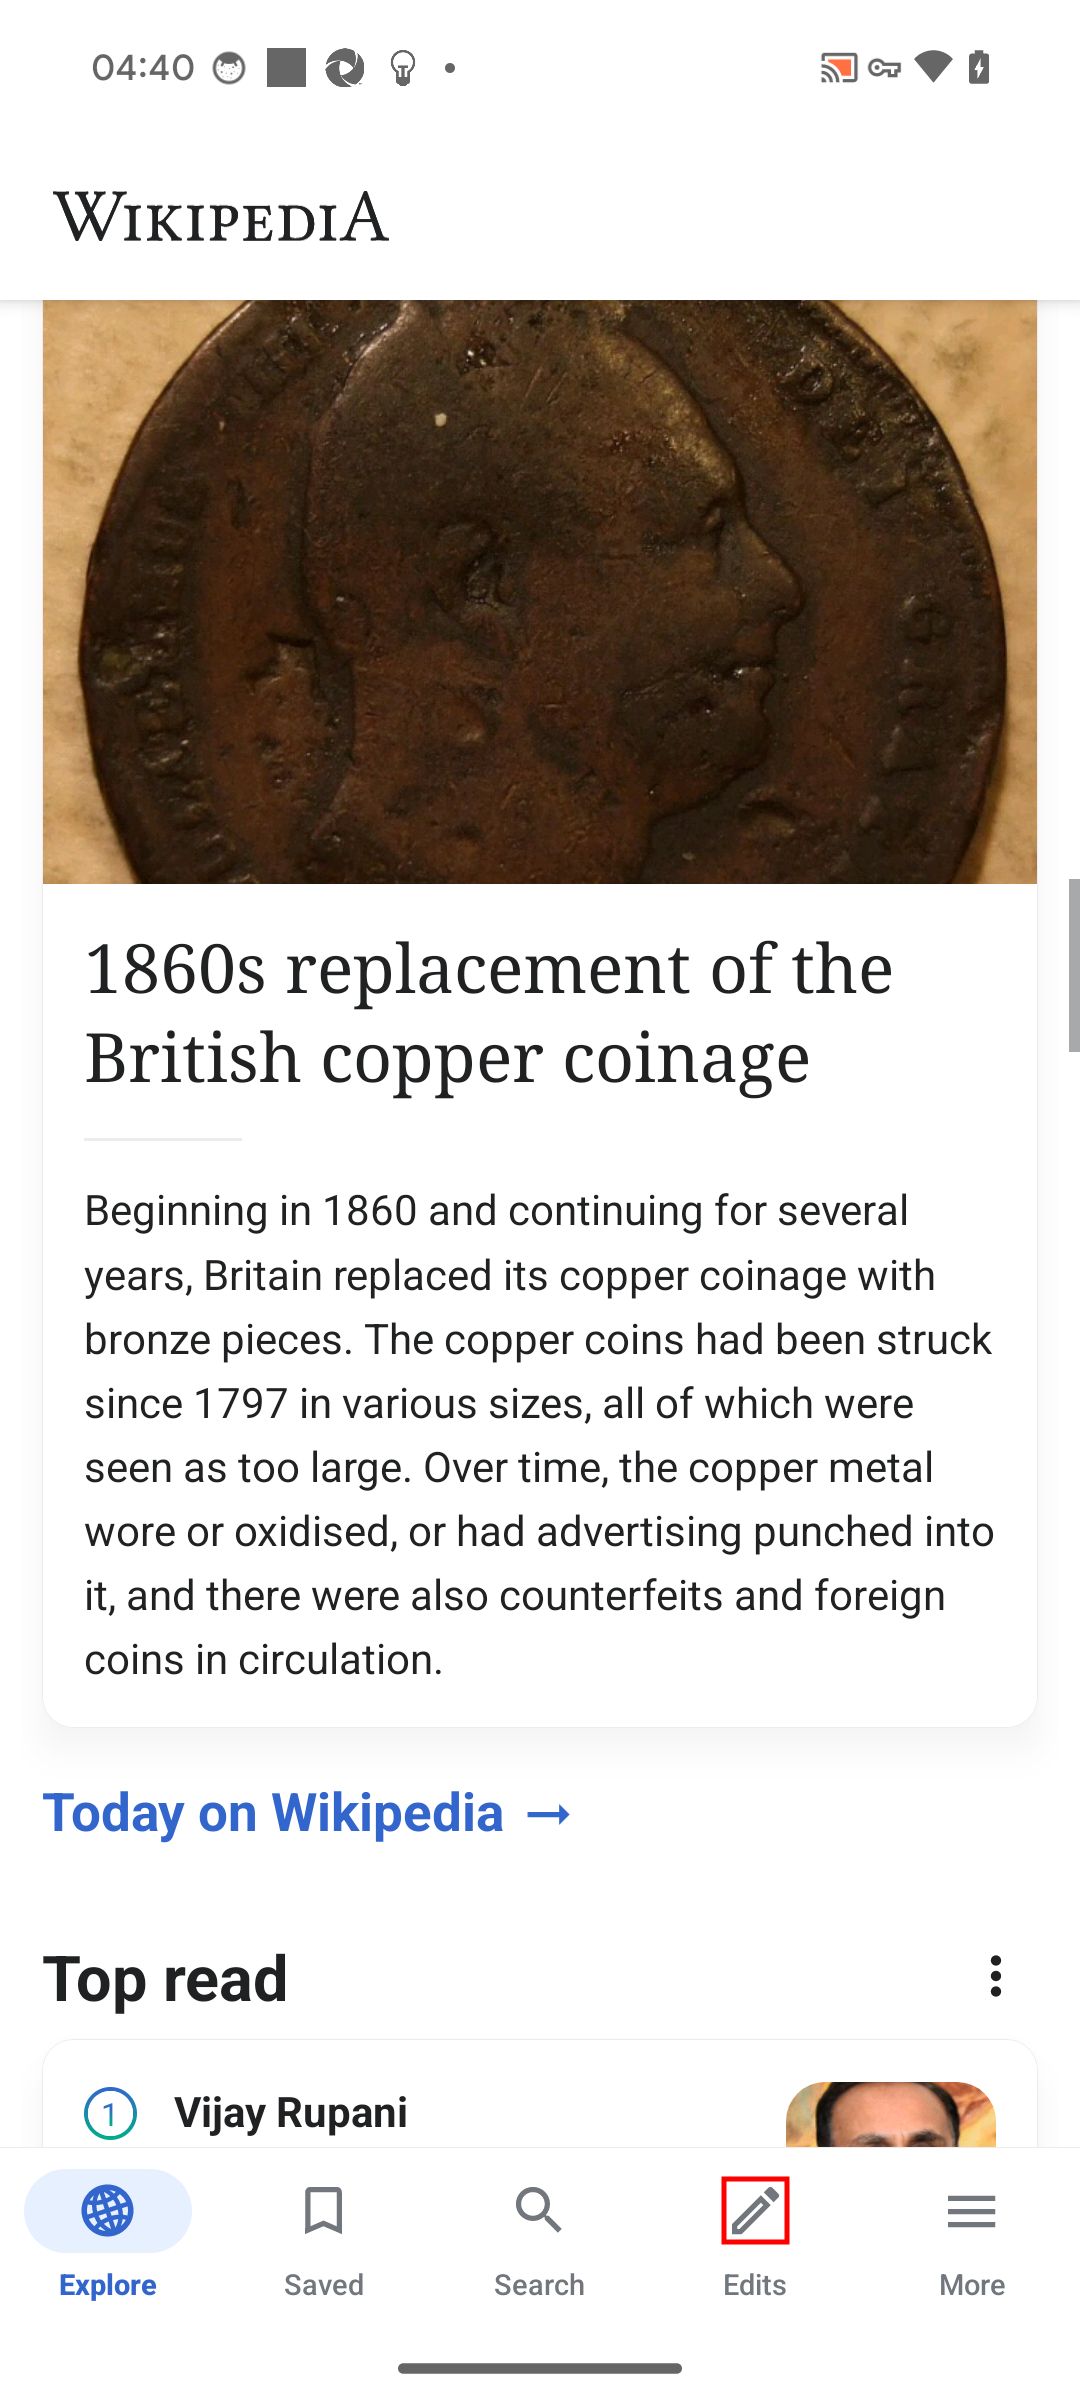 04:40
WIKIPEDIA
1860s replacement of the
British copper coinage
Beginning in 1860 and continuing for several
years, Britain replaced its copper coinage with
bronze pieces. The copper coins had been struck
since 1797 in various sizes, all of which were
seen as too large. Over time, the copper metal
wore or oxidised, or had advertising punched into
it, and there were also counterfeits and foreign
coins in circulation.
Today on Wikipedia →
Top read
1 Vijay Rupani
Explore Saved Search Edits More